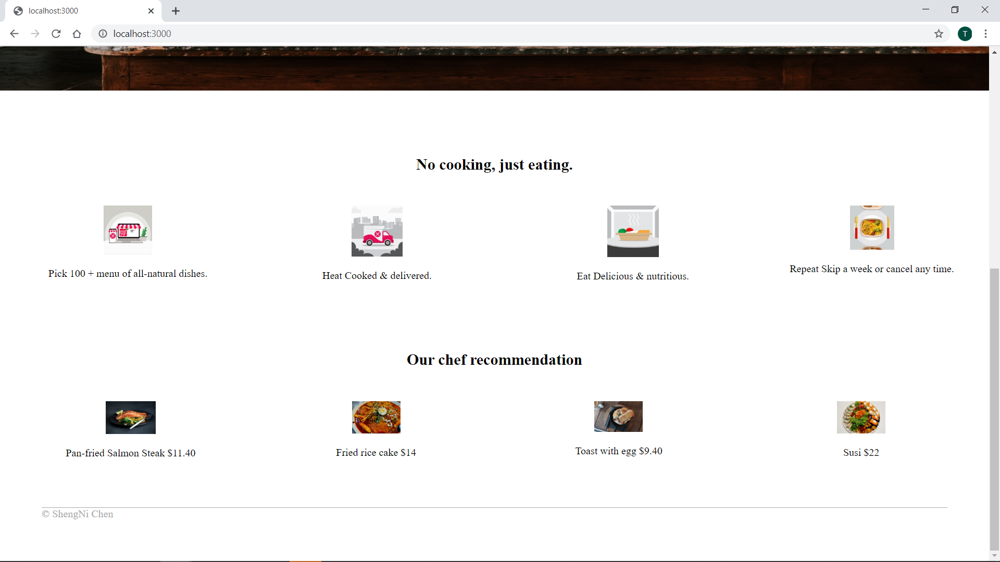 localhost:3000
localhost:3000
T
No cooking, just eating.
Pick 100 + menu of all-natural dishes.
Heat Cooked & delivered.
Eat Delicious & nutritious.
Repeat Skip a week or cancel any time.
Our chef recommendation
Pan-fried Salmon Steak $11.40
Fried rice cake $14
Toast with egg $9.40
Susi $22
© ShengNi Chen